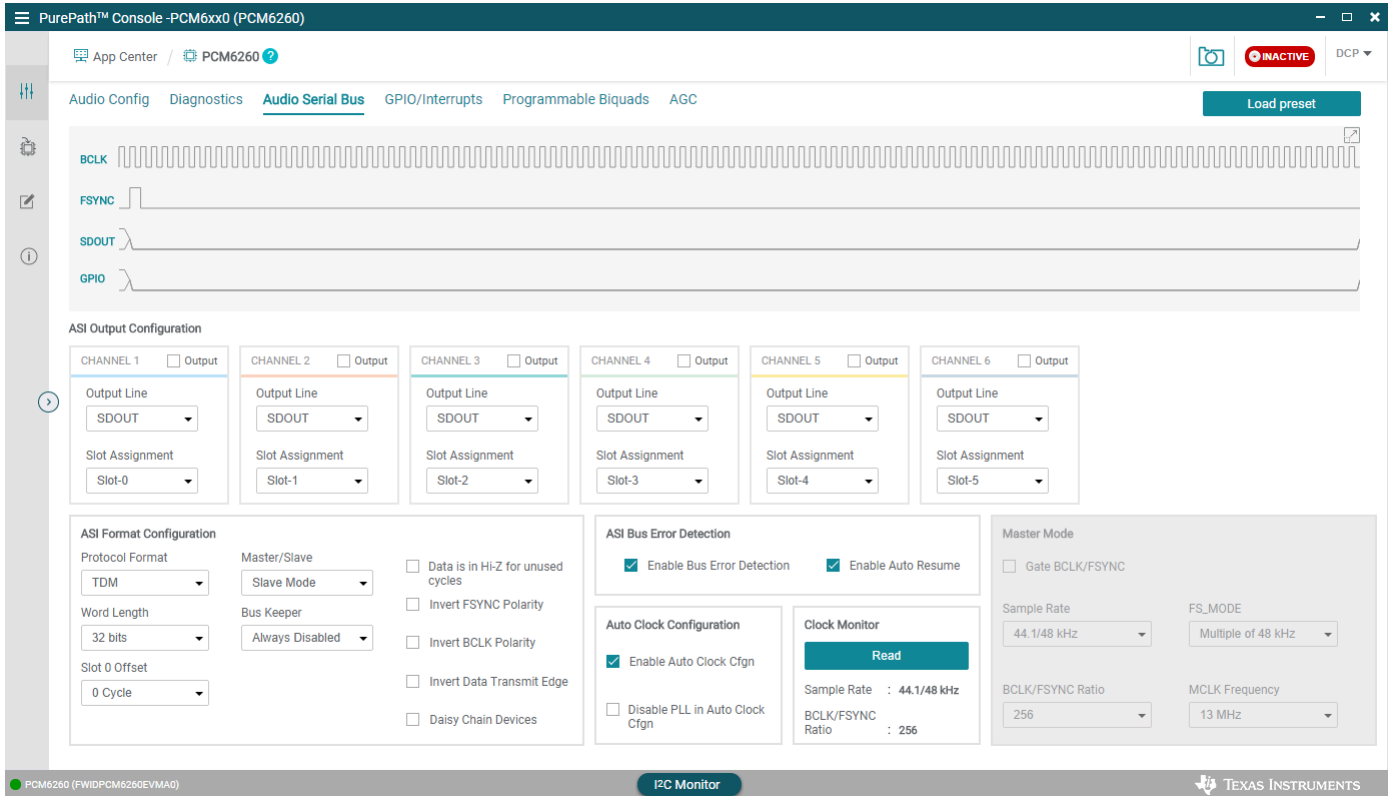 PurePath™ Console -PCM6xx0 (PCM6260)
App Center / PCM6260 ?
INACTIVE
DCP
Audio Config Diagnostics Audio Serial Bus GPIO/Interrupts Programmable Biquads AGC
Load preset
BCLK
FSYNC
SDOUT
GPIO
ASI Output Configuration
CHANNEL 1 Output CHANNEL 2 Output CHANNEL 3 Output CHANNEL 4 Output CHANNEL 5 Output CHANNEL 6 Output
Output Line Output Line Output Line Output Line Output Line Output Line
SDOUT SDOUT SDOUT SDOUT SDOUT SDOUT
Slot Assignment Slot Assignment Slot Assignment Slot Assignment Slot Assignment Slot Assignment
Slot-0 Slot-1 Slot-2 Slot-3 Slot-4 Slot-5
ASI Format Configuration
Protocol Format
TDM
Word Length
32 bits
Slot 0 Offset
0 Cycle
Master/Slave
Slave Mode
Bus Keeper
Always Disabled
Data is in Hi-Z for unused
cycles
Invert FSYNC Polarity
Invert BCLK Polarity
Invert Data Transmit Edge
Daisy Chain Devices
ASI Bus Error Detection
Enable Bus Error Detection Enable Auto Resume
Auto Clock Configuration
Enable Auto Clock Cfgn
Disable PLL in Auto Clock
Cfgn
Clock Monitor
Read
Sample Rate : 44.1/48 kHz
BCLK/FSYNC
Ratio : 256
Master Mode
Gate BCLK/FSYNC
Sample Rate FS_MODE
44.1/48 kHz Multiple of 48 kHz
BCLK/FSYNC Ratio MCLK Frequency
256 13 MHz
PCM6260 (FWIDPCM6260EVMA0)
I²C Monitor
TEXAS INSTRUMENTS